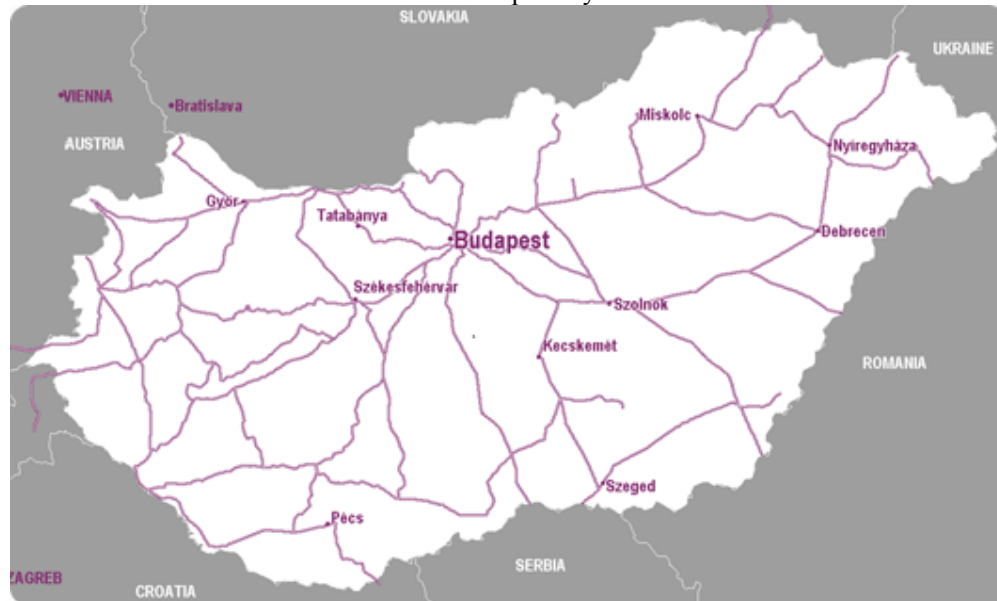 SLOVAKIA
UKRAINE
VIENNA
Bratislava
Miskolc
AUSTRIA
Nyíregyháza
Győr
Tatabánya
Budapest
Debrecen
Székesfehérvár
Szolnok
Kecskemét
ROMANIA
Szeged
Pécs
SERBIA
ZAGREB
CROATIA